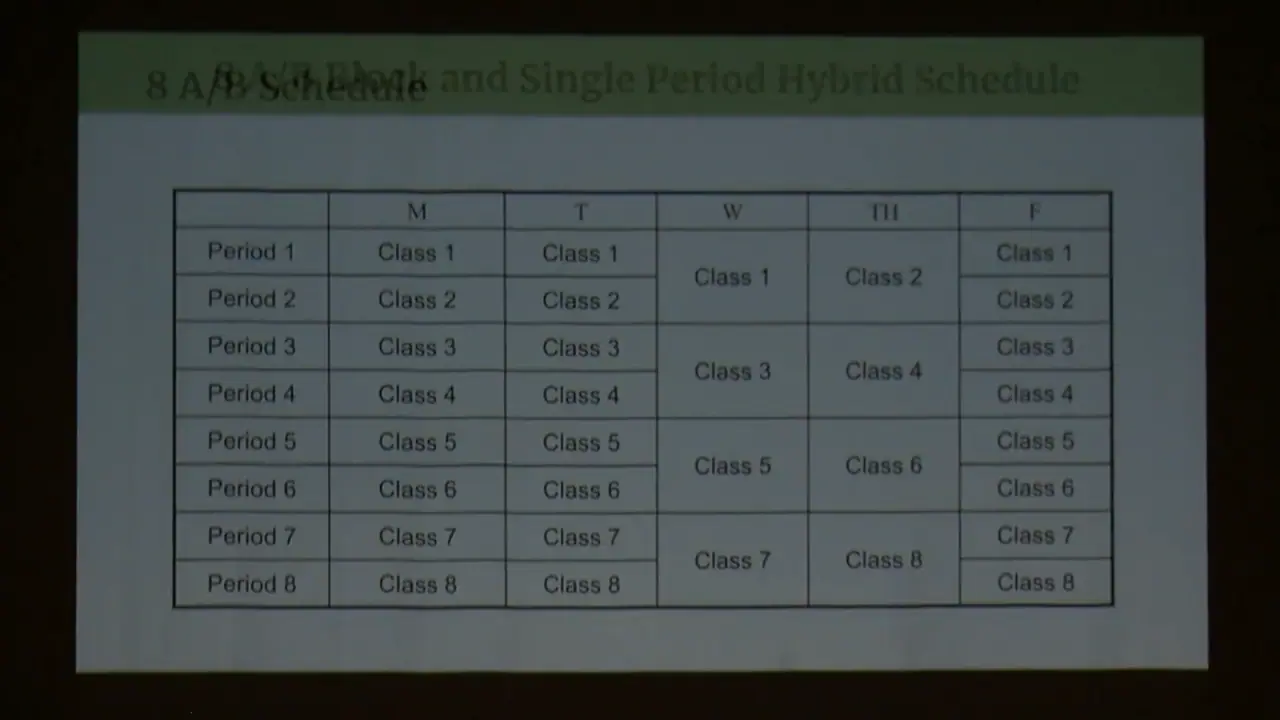 8 A/B Schedule
8 A/B Block and Single Period Hybrid Schedule
M T W TH F
Period 1 Class 1 Class 1 Class 1 Class 2 Class 1
Period 2 Class 2 Class 2 Class 2
Period 3 Class 3 Class 3 Class 3 Class 4 Class 3
Period 4 Class 4 Class 4 Class 4
Period 5 Class 5 Class 5 Class 5 Class 6 Class 5
Period 6 Class 6 Class 6 Class 6
Period 7 Class 7 Class 7 Class 7 Class 8 Class 7
Period 8 Class 8 Class 8 Class 8